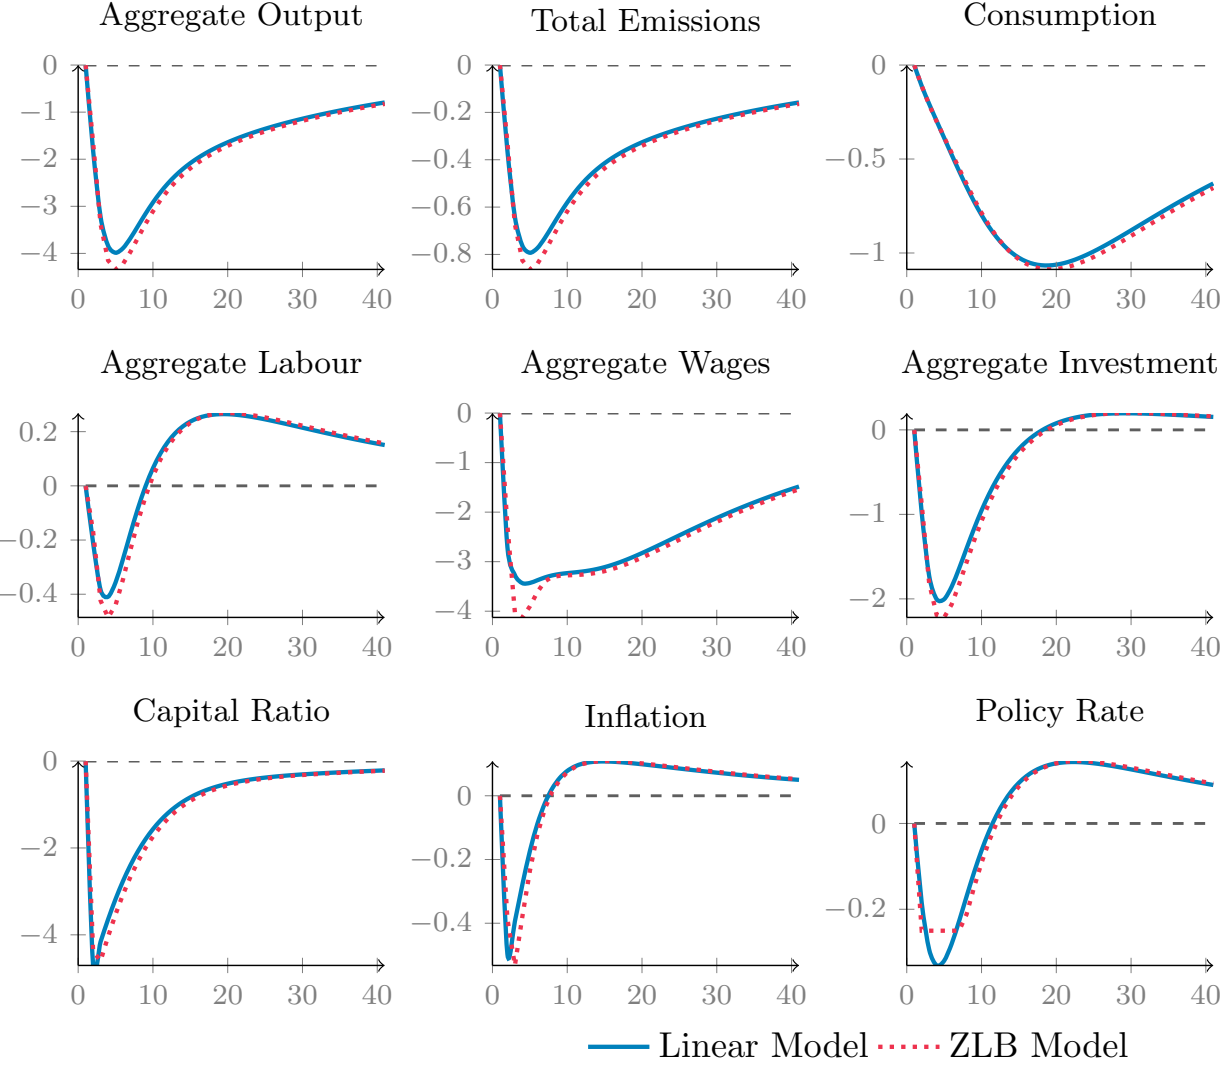 Aggregate Output
Total Emissions
Consumption
0
−1
−2
−3
−4
0 10 20 30 40
0
−0.2
−0.4
−0.6
−0.8
0 10 20 30 40
0
−0.5
−1
0 10 20 30 40
Aggregate Labour
Aggregate Wages
Aggregate Investment
0.2
0
−0.2
−0.4
0 10 20 30 40
0
−1
−2
−3
−4
0 10 20 30 40
0
−1
−2
0 10 20 30 40
Capital Ratio
Inflation
Policy Rate
0
−2
−4
0 10 20 30 40
0
−0.2
−0.4
0 10 20 30 40
0
−0.2
0 10 20 30 40
Linear Model ZLB Model